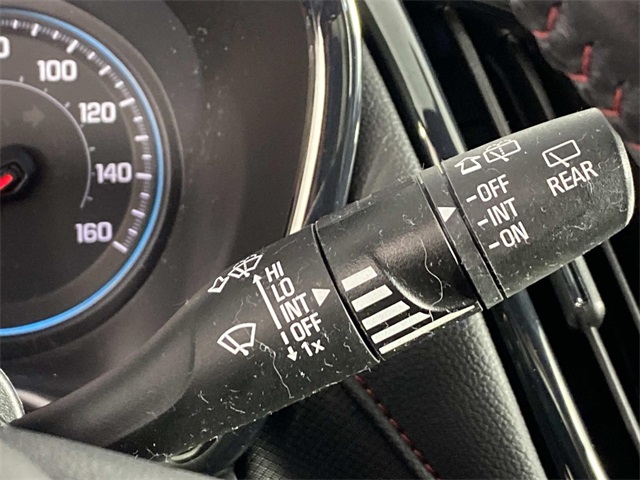 100
120
140
160
HI
LO
INT
OFF
1x
OFF
INT
ON
REAR